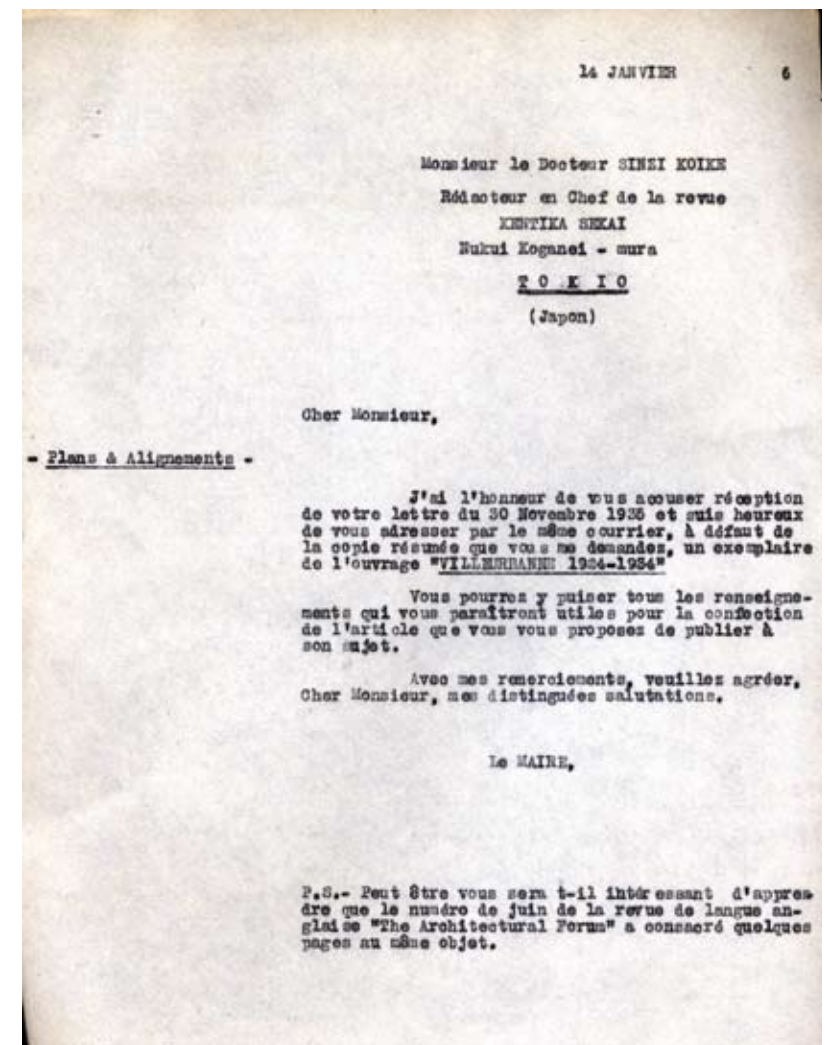 14 JANVIER 6
Monsieur le Docteur SINZI KOIKE
Rédacteur en Chef de la revue
KENTIKA SEKAI
Nukui Koganei - mura
T O K I O
(Japon)
Cher Monsieur,
- Plans & Alignements -
J'ai l'honneur de vous accuser réception
de votre lettre du 30 Novembre 1935 et suis heureux
de vous adresser par le même courrier, à défaut de
la copie résumée que vous me demandez, un exemplaire
de l'ouvrage "VILLEURBANNE 1924-1934"
Vous pourrez y puiser tous les renseigne-
ments qui vous paraîtront utiles pour la confection
de l'article que vous vous proposez de publier à
son sujet.
Avec mes remerciements, veuillez agréer,
Cher Monsieur, mes distinguées salutations.
Le MAIRE,
P.S.- Peut être vous sera t-il intéressant d'appren-
dre que le numéro de juin de la revue de langue an-
glaise "The Architectural Forum" a consacré quelques
pages au même objet.